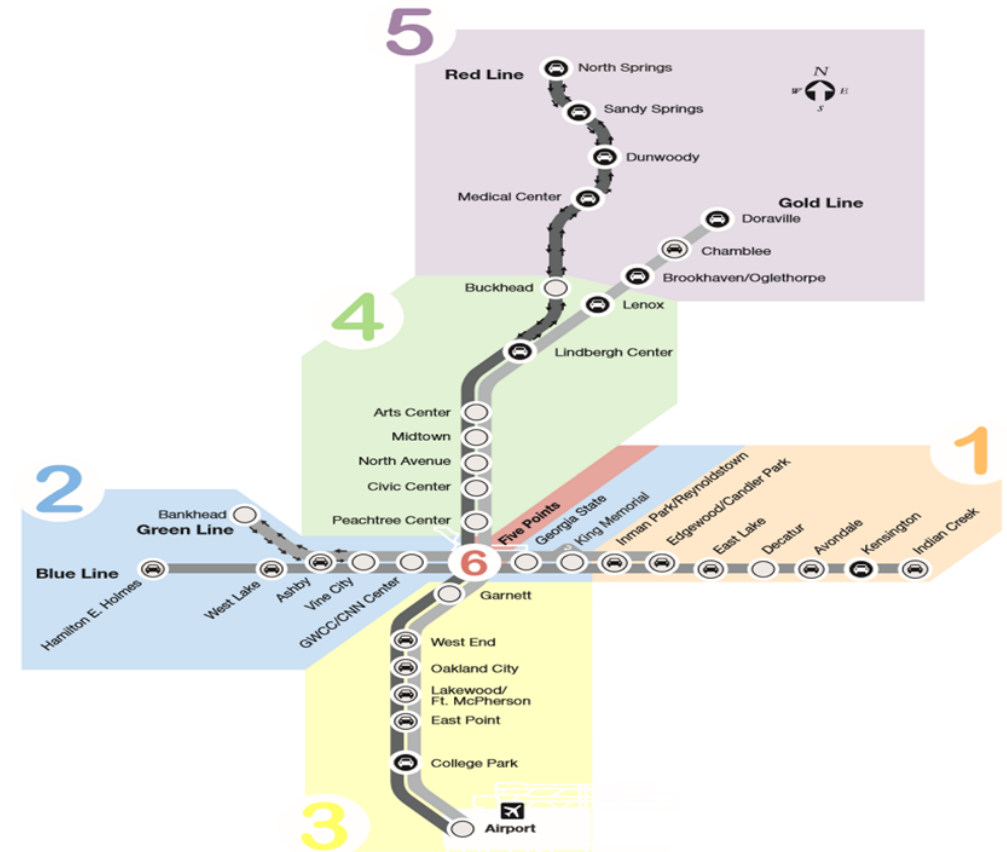 5
Red Line
North Springs
N
W E
S
Sandy Springs
Dunwoody
Medical Center
Gold Line
Doraville
Chamblee
Brookhaven/Oglethorpe
Buckhead
Lenox
4
Lindbergh Center
Arts Center
Midtown
North Avenue
Civic Center
Peachtree Center
1
2
Bankhead
Green Line
Blue Line
Hamilton E. Holmes
West Lake
Ashby
Vine City
GWCC/CNN Center
6
Five Points
Georgia State
King Memorial
Inman Park/Reynoldstown
Edgewood/Candler Park
East Lake
Decatur
Avondale
Kensington
Indian Creek
Garnett
West End
Oakland City
Lakewood/
Ft. McPherson
East Point
College Park
3
Airport